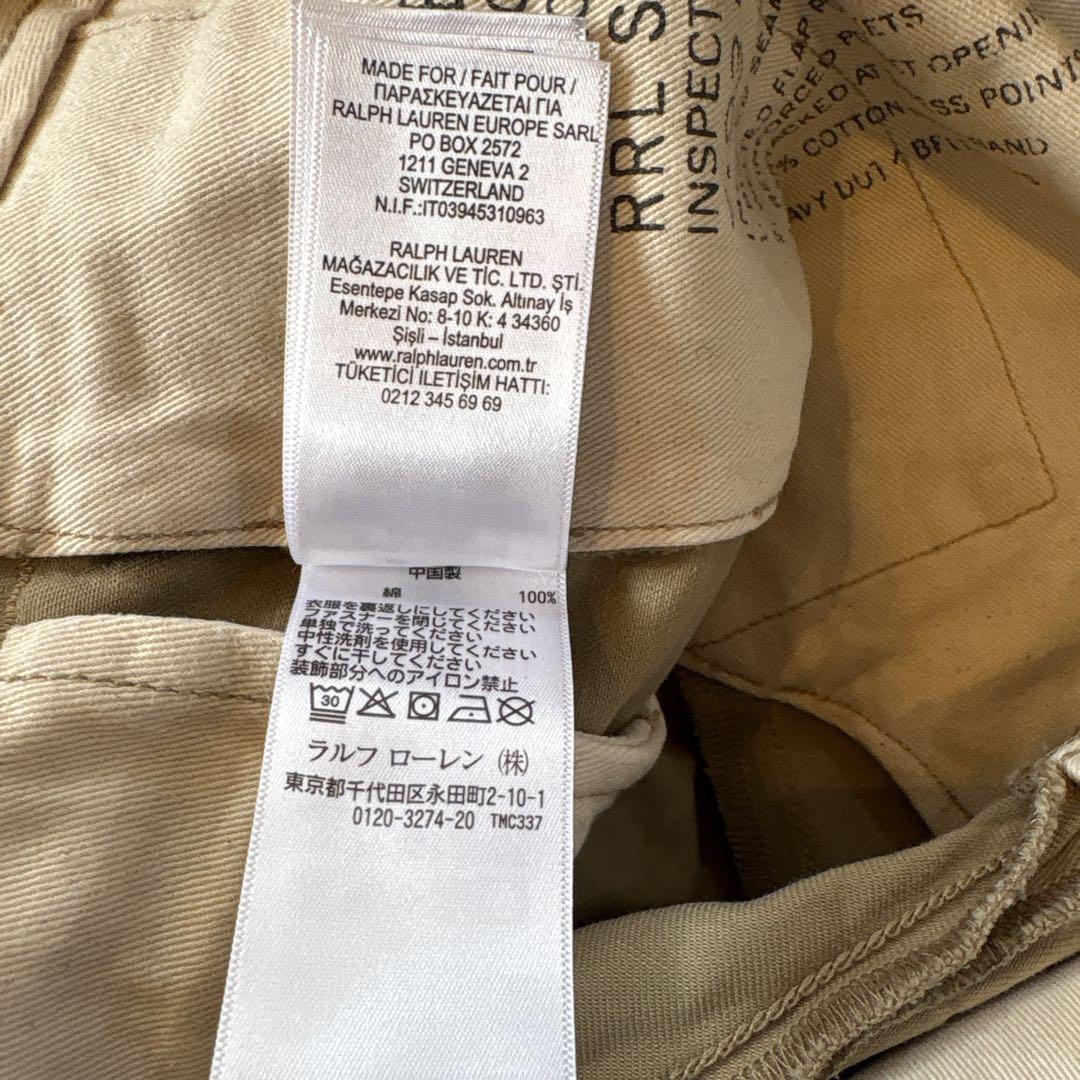 MADE FOR / FAIT POUR /
ΠΑΡΑΣΚΕΥΑΖΕΤΑΙ ΓΙΑ
RALPH LAUREN EUROPE SARL
PO BOX 2572
1211 GENEVA 2
SWITZERLAND
N.I.F.:IT03945310963
RALPH LAUREN
MAĞAZACILIK VE TİC. LTD. ŞTİ.
Esentepe Kasap Sok. Altınay İş
Merkezi No: 8-10 K: 4 34360
Şişli – İstanbul
www.ralphlauren.com.tr
TÜKETİCİ ILETİŞİM HATTI:
0212 345 69 69
中国製
綿 100%
衣服を裏返しにしてください
ファスナーを閉じてください
単独で洗ってください
中性洗剤を使用してください
すぐに干してください
装飾部分へのアイロン禁止
30
ラルフ ローレン (株)
東京都千代田区永田町2-10-1
0120-3274-20 TMC337
RRL S
INSPECT
OPENI
% COTTON
SS POINTS